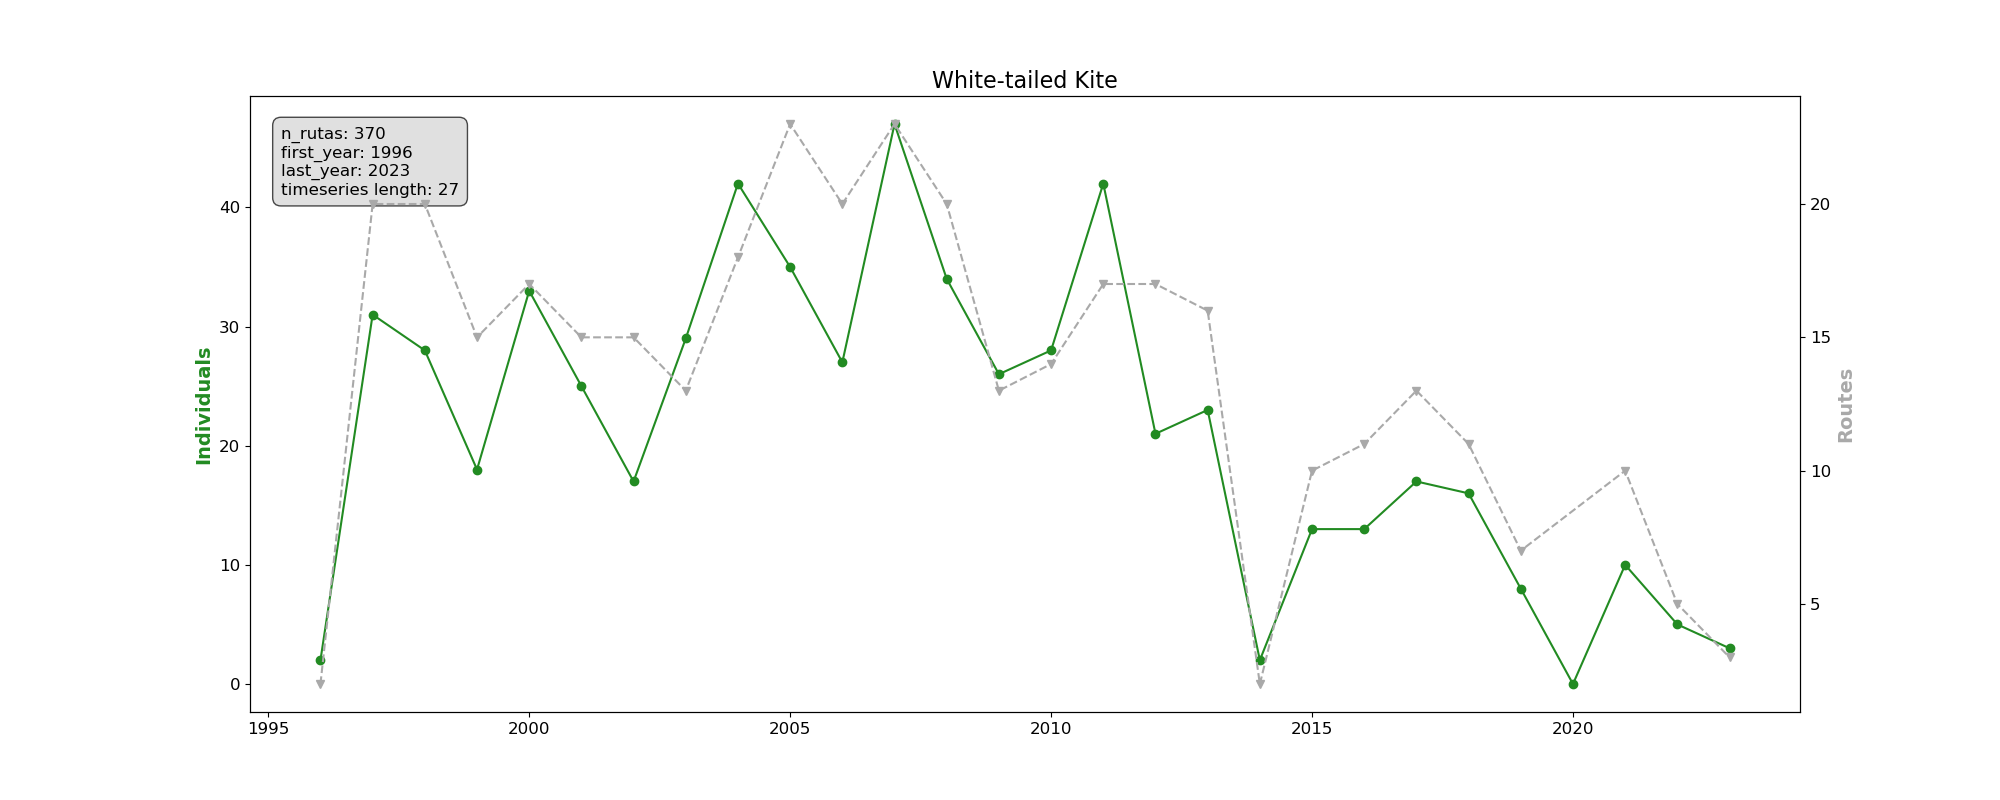 White-tailed Kite
n_rutas: 370
first_year: 1996
last_year: 2023
timeseries length: 27
40
30
20
10
0
Individuals
20
15
10
5
Routes
1995
2000
2005
2010
2015
2020